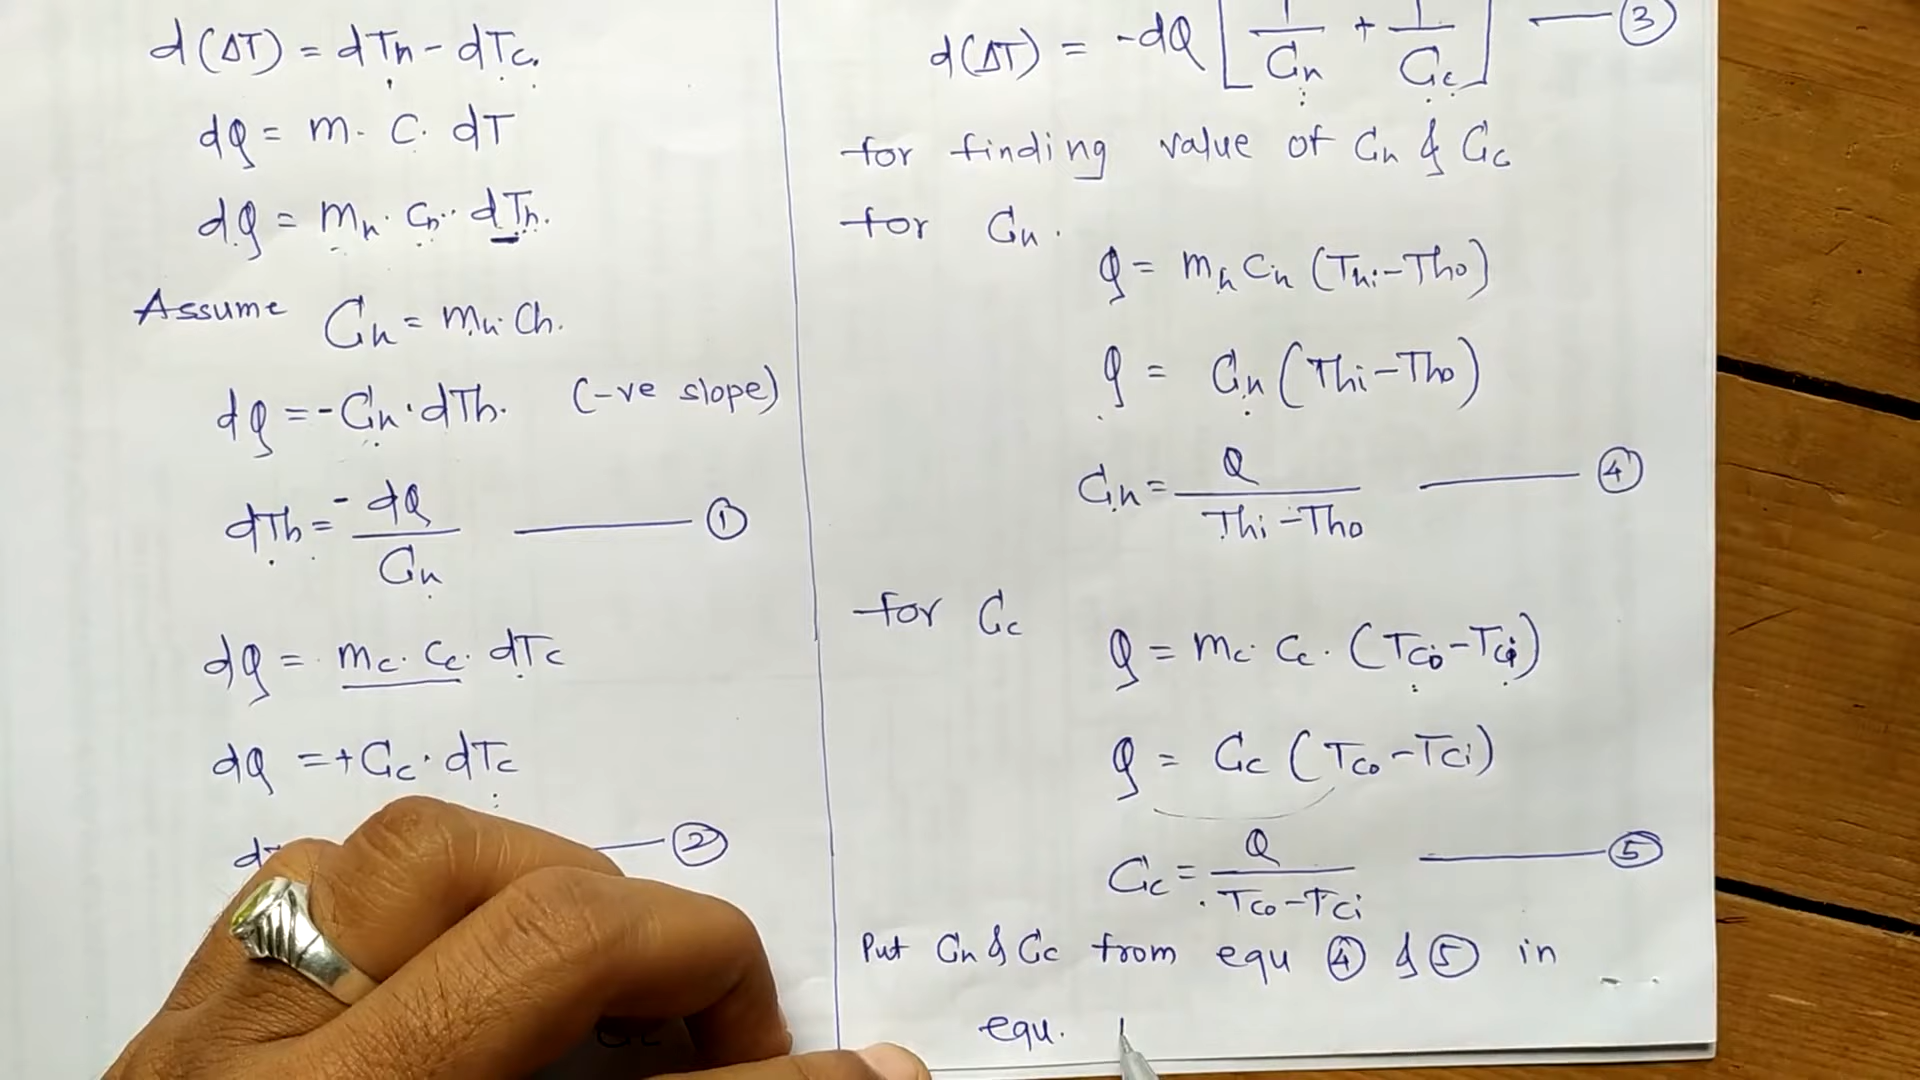 d(ΔT) = dTh - dTc.
dQ = m. C. dT
dQ = mh. Ch. dTh.
Assume Ch = mh. Ch.
dQ = -Ch. dTh. (-ve slope)
dTh = -dQ / Ch —— ①
dQ = mc. Cc. dTc
dQ = +Cc. dTc
—— ②
d(ΔT) = -dQ [1/Ch + 1/Cc] —— ③
for finding value of Ch & Cc
for Ch.
Q = mh Ch (Thi-Tho)
Q = Ch (Thi-Tho)
Ch = Q / Thi-Tho —— ④
for Cc
Q = mc. Cc. (Tco-Tci)
Q = Cc (Tco-Tci)
Cc = Q / Tco-Tci —— ⑤
Put Ch & Cc from equ ④ & ⑤ in
equ.